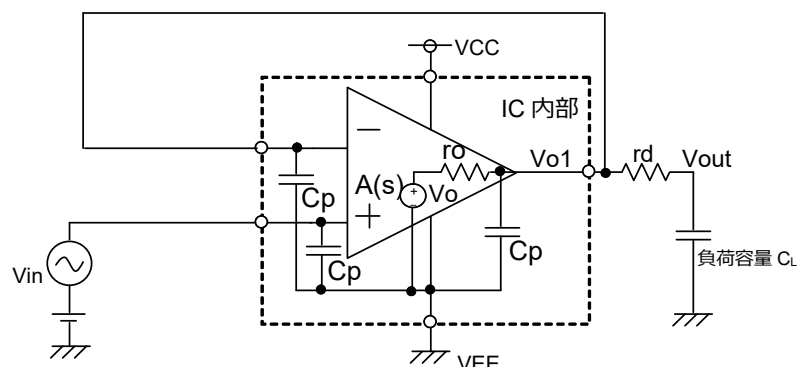 VCC
IC 内部
ro
Vo1
rd
Vout
A(s)
Vo
Cp
Cp
Cp
Vin
負荷容量 CL
VEE